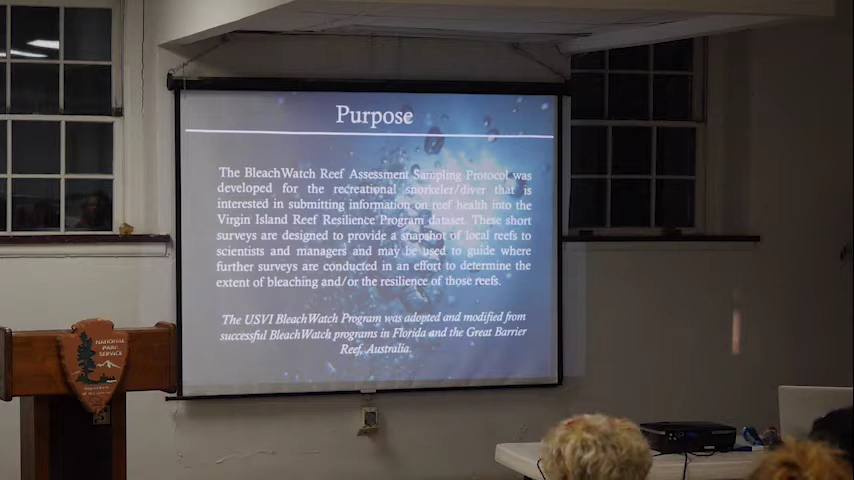 Purpose
The BleachWatch Reef Assessment Sampling Protocol was
developed for the recreational snorkeler/diver that is
interested in submitting information on reef health into the
Virgin Island Reef Resilience Program dataset. These short
surveys are designed to provide a snapshot of local reefs to
scientists and managers and may be used to guide where
further surveys are conducted in an effort to determine the
extent of bleaching and/or the resilience of those reefs.
The USVI BleachWatch Program was adopted and modified from
successful BleachWatch programs in Florida and the Great Barrier
Reef, Australia.
NATIONAL
PARK
SERVICE